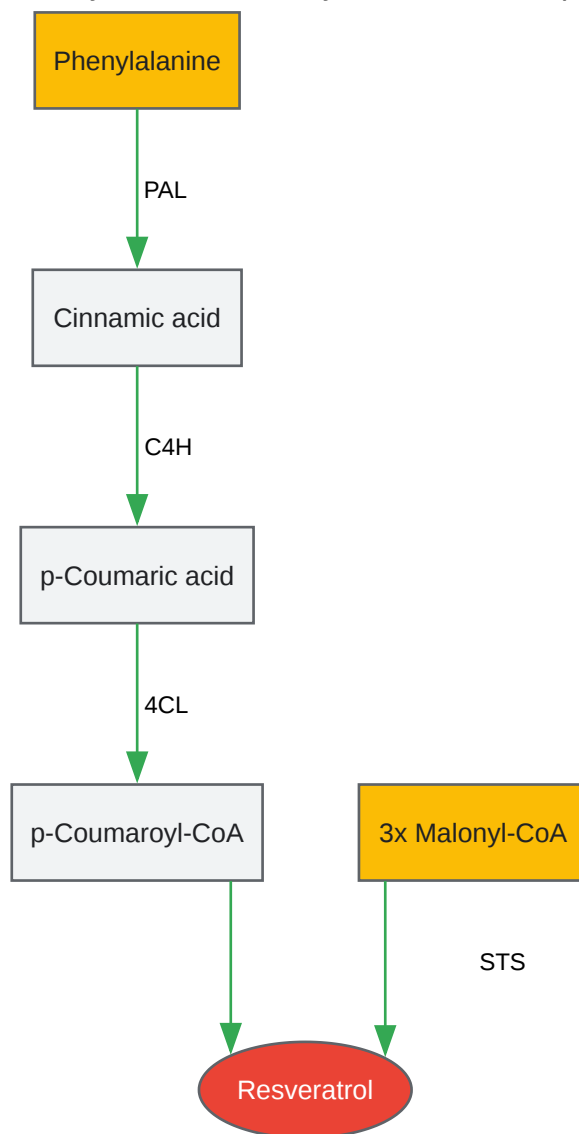 Phenylalanine
PAL
Cinnamic acid
C4H
p-Coumaric acid
4CL
p-Coumaroyl-CoA
3x Malonyl-CoA
STS
Resveratrol